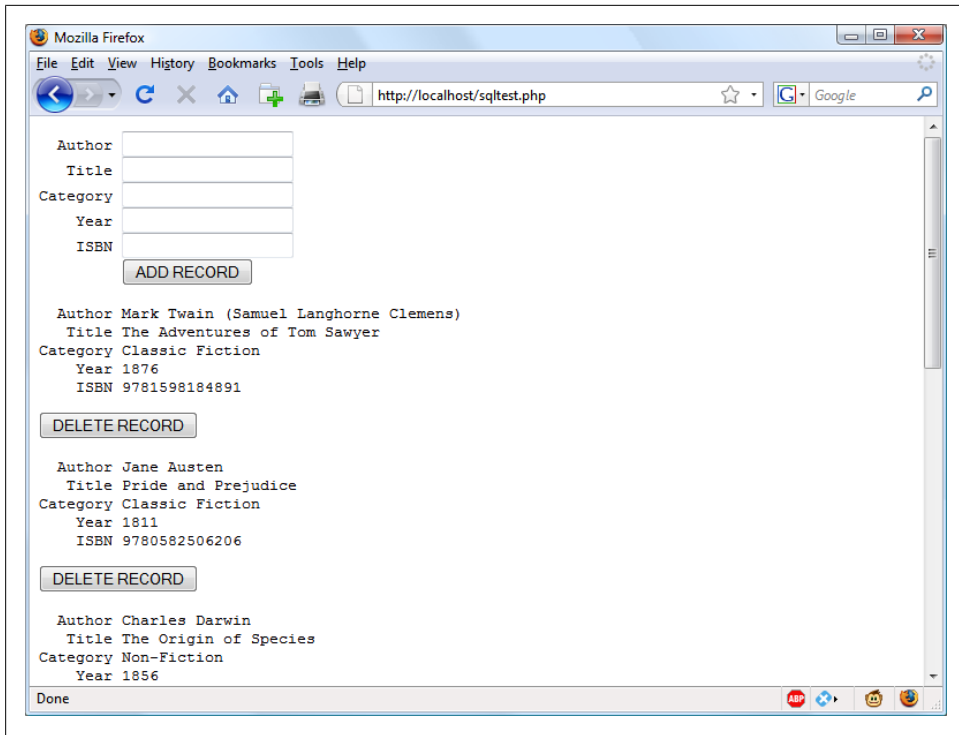 Mozilla Firefox
File Edit View History Bookmarks Tools Help
http://localhost/sqltest.php
G Google
Author
Title
Category
Year
ISBN
ADD RECORD
Author Mark Twain (Samuel Langhorne Clemens)
Title The Adventures of Tom Sawyer
Category Classic Fiction
Year 1876
ISBN 9781598184891
DELETE RECORD
Author Jane Austen
Title Pride and Prejudice
Category Classic Fiction
Year 1811
ISBN 9780582506206
DELETE RECORD
Author Charles Darwin
Title The Origin of Species
Category Non-Fiction
Year 1856
Done ABP